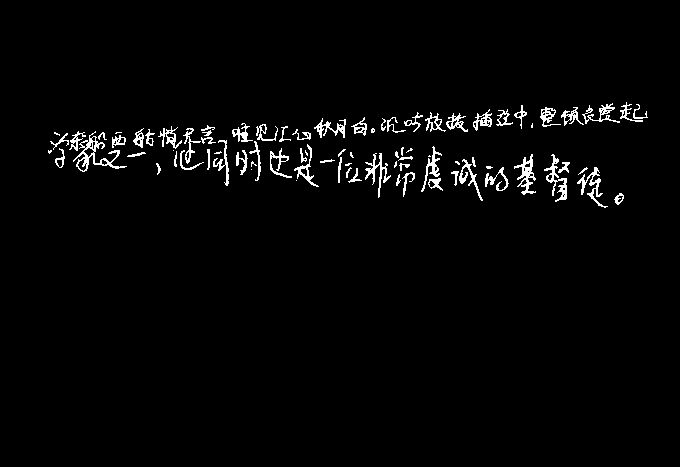 东船西舫悄无言，唯见江心秋月白。沉吟放拨插弦中，整顿衣裳起
学家之一，他同时也是一位非常虔诚的基督徒。